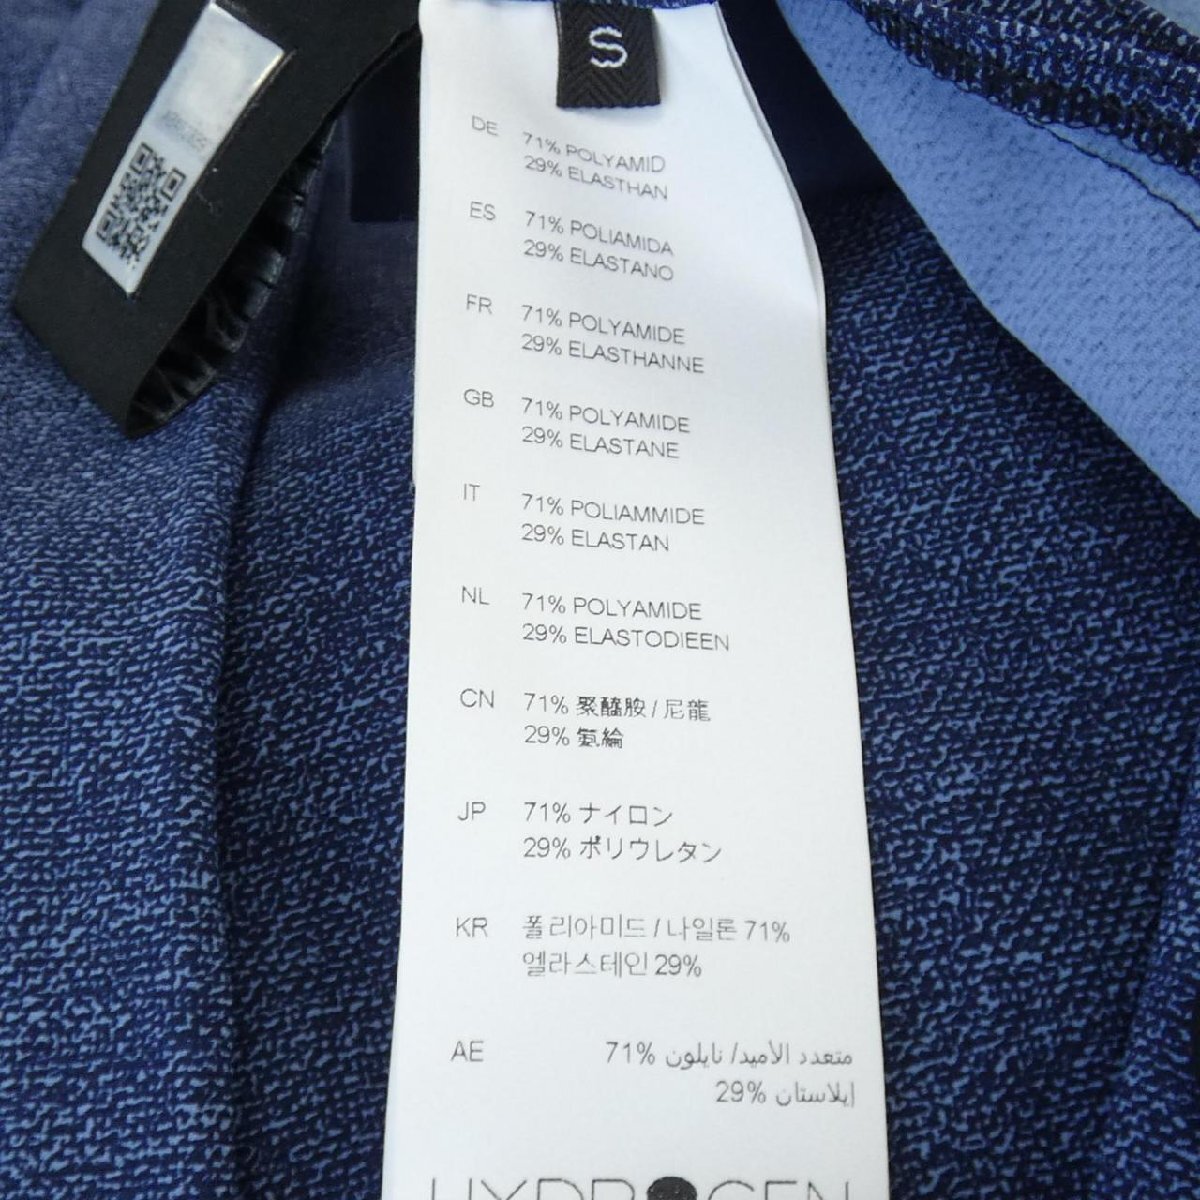 S
DE 71% POLYAMID
29% ELASTHAN
ES 71% POLIAMIDA
29% ELASTANO
FR 71% POLYAMIDE
29% ELASTHANNE
GB 71% POLYAMIDE
29% ELASTANE
IT 71% POLIAMMIDE
29% ELASTAN
NL 71% POLYAMIDE
29% ELASTODIEEN
CN 71% 聚醯胺 / 尼龍
29% 氨綸
JP 71% ナイロン
29% ポリウレタン
KR 폴리아미드 / 나일론 71%
엘라스테인 29%
AE متعدد الأميد/ نايلون 71%
إيلاستان 29%
HYDROGEN